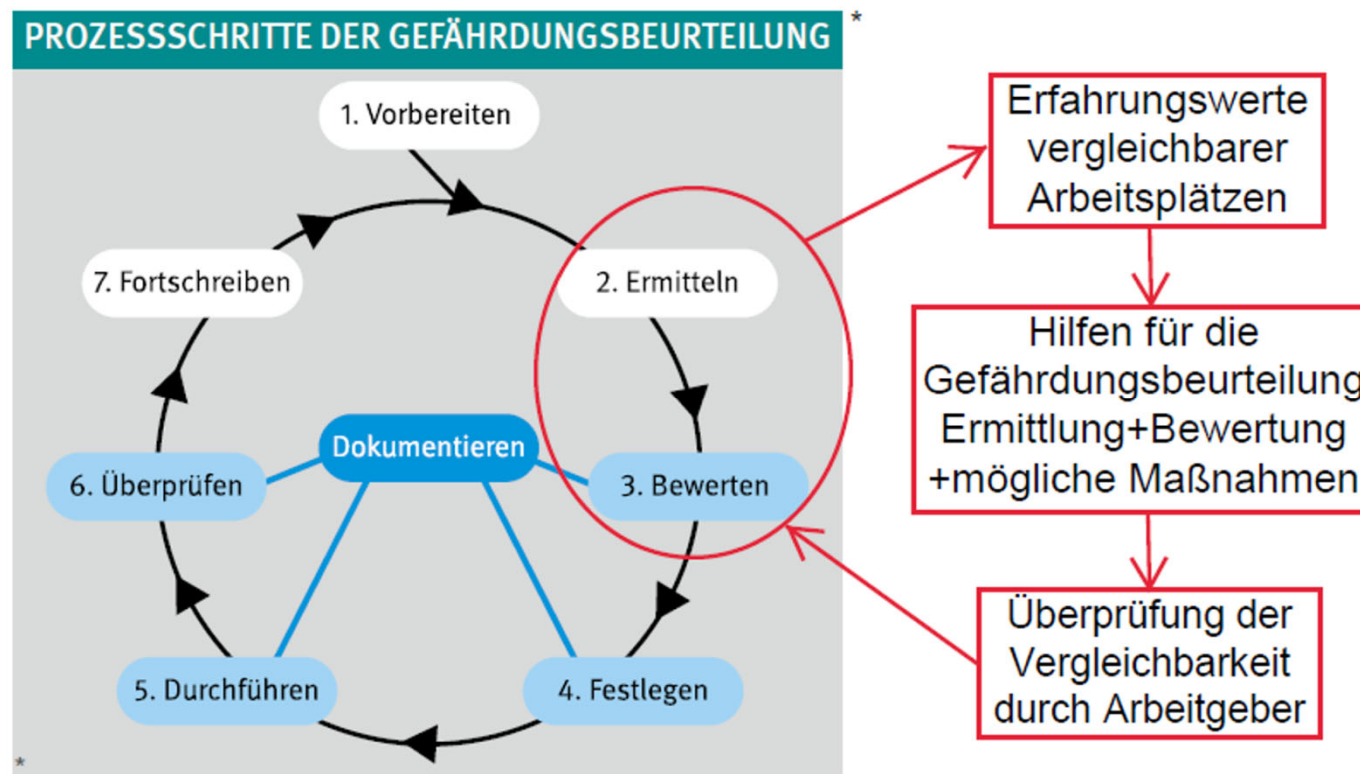 PROZESSSCHRITTE DER GEFÄHRDUNGSBEURTEILUNG
*
1. Vorbereiten
2. Ermitteln
3. Bewerten
4. Festlegen
5. Durchführen
6. Überprüfen
7. Fortschreiben
Dokumentieren
*
Erfahrungswerte
vergleichbarer
Arbeitsplätzen
Hilfen für die
Gefährdungsbeurteilung
Ermittlung+Bewertung
+mögliche Maßnahmen
Überprüfung der
Vergleichbarkeit
durch Arbeitgeber